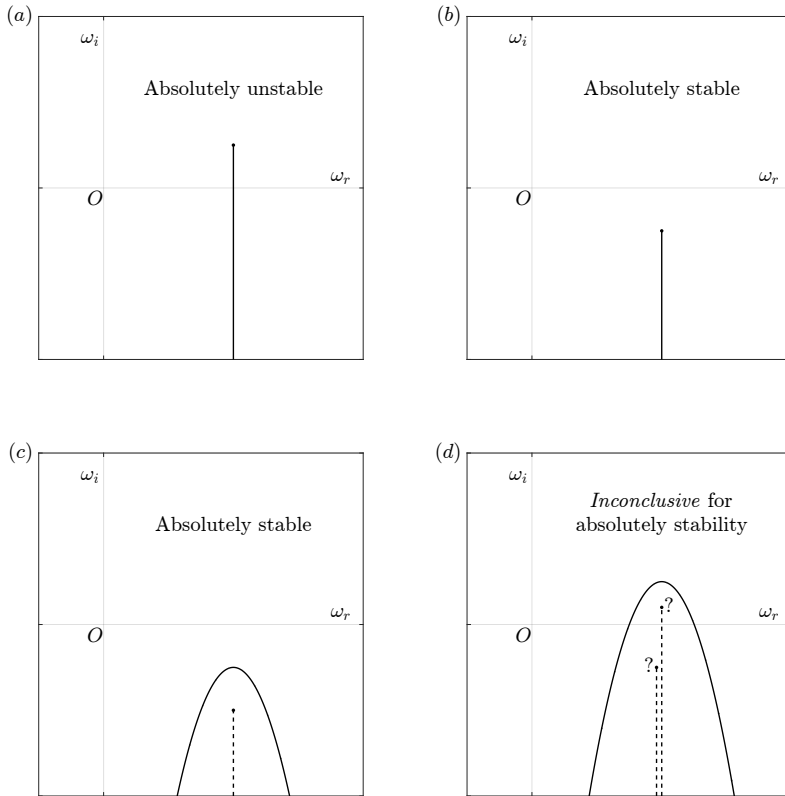 (a)
ω_i
Absolutely unstable
ω_r
O
(b)
ω_i
Absolutely stable
ω_r
O
(c)
ω_i
Absolutely stable
ω_r
O
(d)
ω_i
Inconclusive for
absolutely stability
ω_r
O
?
?